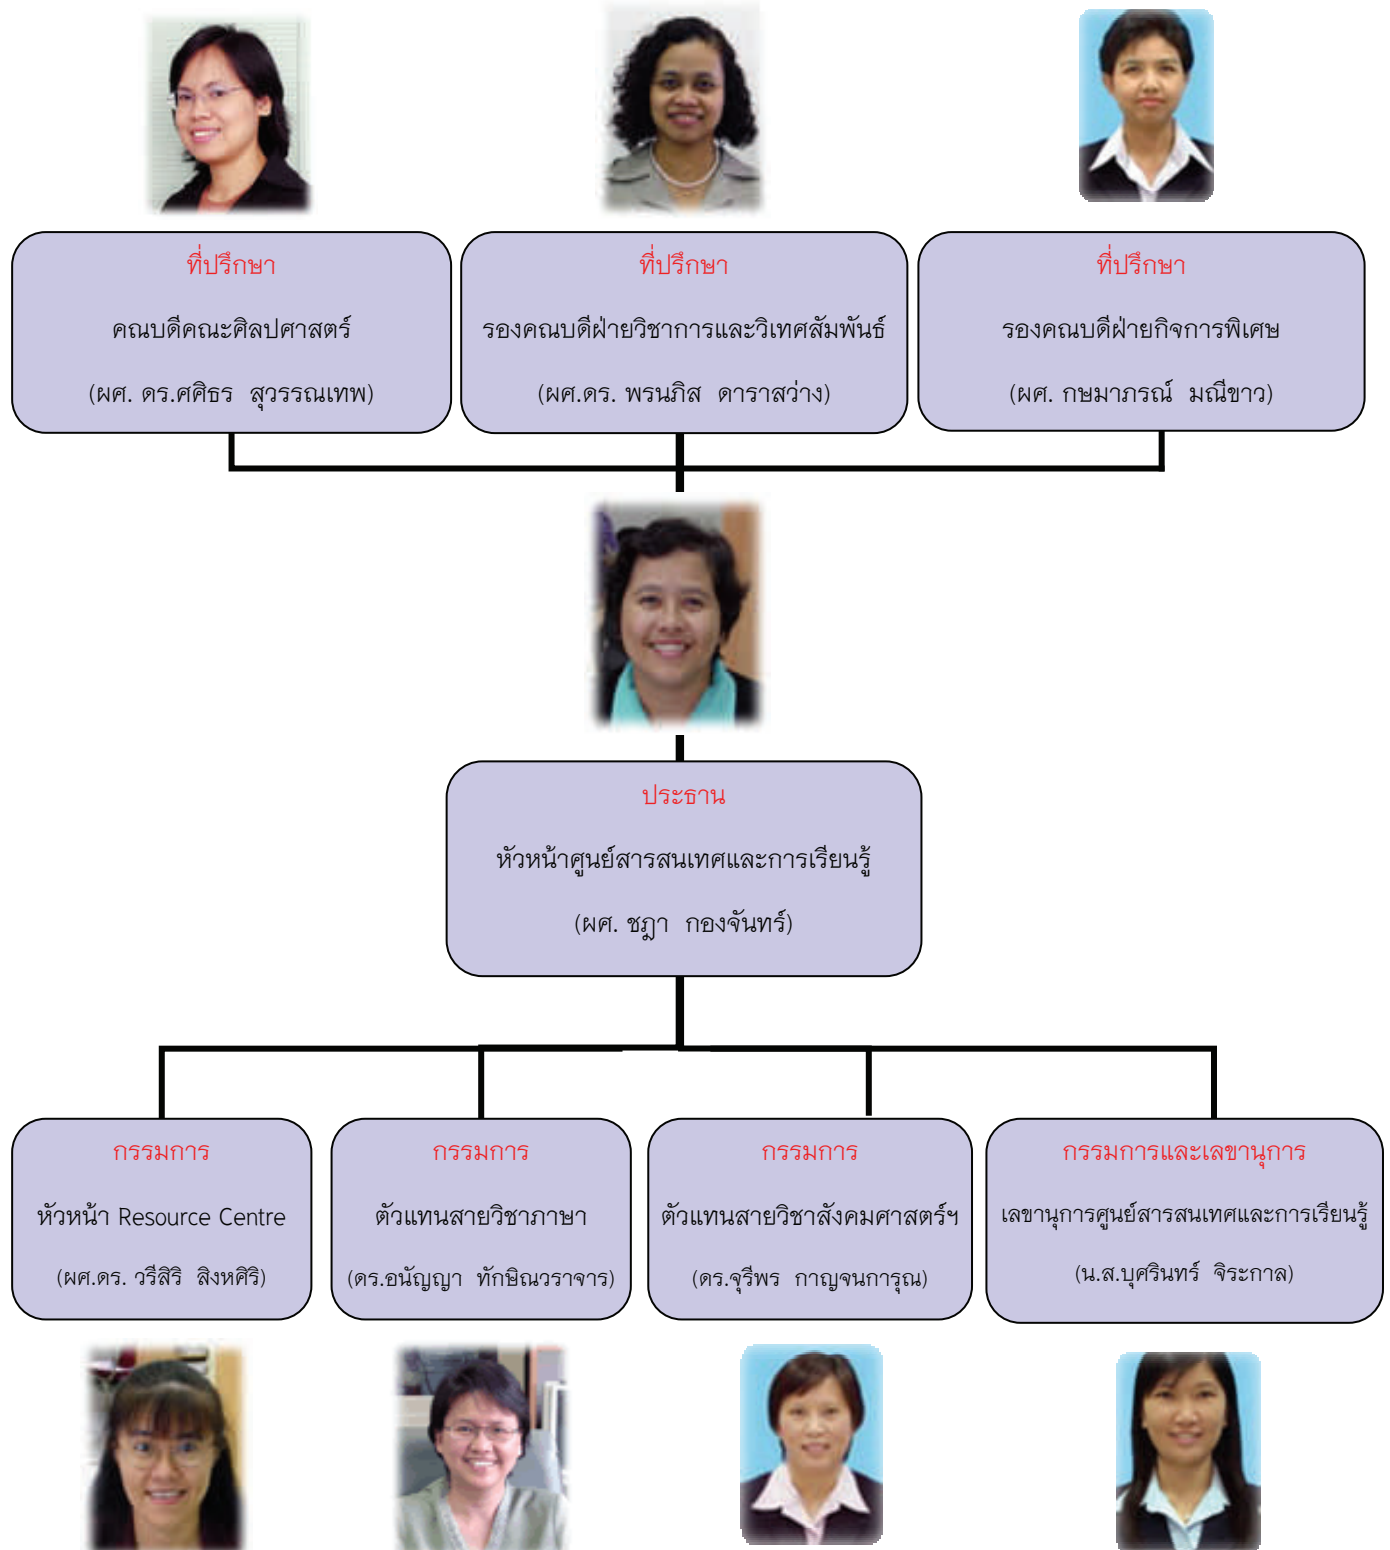 ที่ปรึกษา
คณบดีคณะศิลปศาสตร์
(ผศ. ดร.ศศิธร สุวรรณเทพ)
ที่ปรึกษา
รองคณบดีฝ่ายวิชาการและวิเทศสัมพันธ์
(ผศ.ดร. พรนภิส ดาราสว่าง)
ที่ปรึกษา
รองคณบดีฝ่ายกิจการพิเศษ
(ผศ. กษมาภรณ์ มณีขาว)
ประธาน
หัวหน้าศูนย์สารสนเทศและการเรียนรู้
(ผศ. ชฎา กองจันทร์)
กรรมการ
หัวหน้า Resource Centre
(ผศ.ดร. วรีสิริ สิงหศิริ)
กรรมการ
ตัวแทนสายวิชาภาษา
(ดร.อนัญญา ทักษิณวราจาร)
กรรมการ
ตัวแทนสายวิชาสังคมศาสตร์ฯ
(ดร.จุรีพร กาญจนการุณ)
กรรมการและเลขานุการ
เลขานุการศูนย์สารสนเทศและการเรียนรู้
(น.ส.บุศรินทร์ จิระกาล)